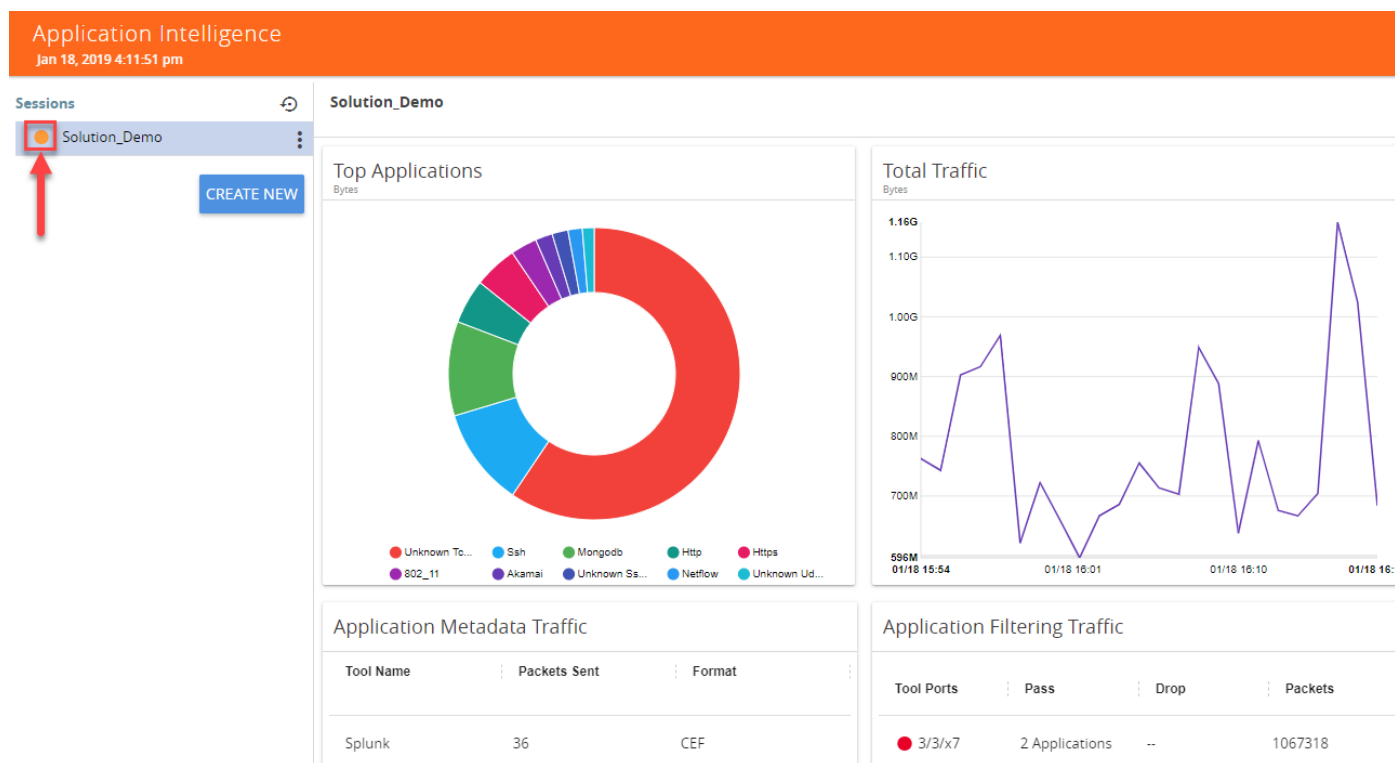 Application Intelligence
Jan 18, 2019 4:11:51 pm
Sessions
Solution_Demo
CREATE NEW
Solution_Demo
Top Applications
Bytes
Unknown Tc... Ssh Mongodb Http Https
802_11 Akamai Unknown Ss... Netflow Unknown Ud...
Total Traffic
Bytes
1.16G
1.10G
1.00G
900M
800M
700M
596M
01/18 15:54 01/18 16:01 01/18 16:10 01/18 16:
Application Metadata Traffic
Tool Name Packets Sent Format
Splunk 36 CEF
Application Filtering Traffic
Tool Ports Pass Drop Packets
3/3/x7 2 Applications -- 1067318